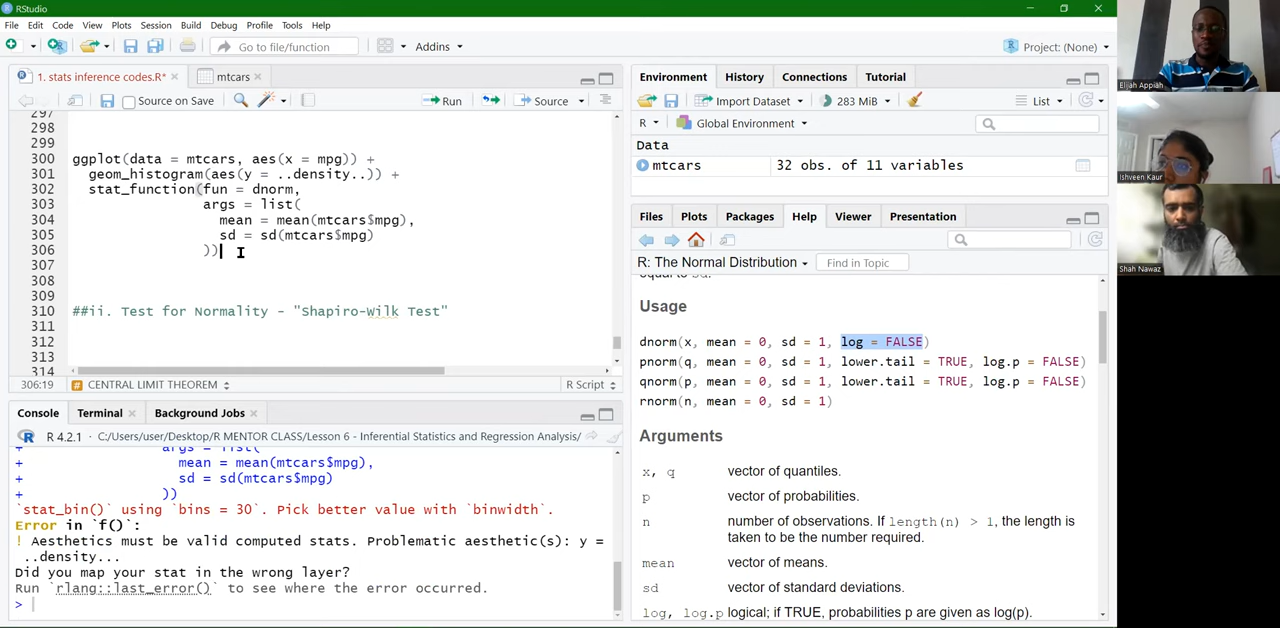 RStudio
File Edit Code View Plots Session Build Debug Profile Tools Help
Go to file/function Addins Project: (None)
1. stats inference codes.R* mtcars
Source on Save Run Source
297
298
299
300 ggplot(data = mtcars, aes(x = mpg)) +
301 geom_histogram(aes(y = ..density..)) +
302 stat_function(fun = dnorm,
303 args = list(
304 mean = mean(mtcars$mpg),
305 sd = sd(mtcars$mpg)
306 ))
307
308
309
310 ##ii. Test for Normality - "Shapiro-Wilk Test"
311
312
313
314
306:19 # CENTRAL LIMIT THEOREM R Script
Console Terminal Background Jobs
R 4.2.1 · C:/Users/user/Desktop/R MENTOR CLASS/Lesson 6 - Inferential Statistics and Regression Analysis/
+ args = list(
+ mean = mean(mtcars$mpg),
+ sd = sd(mtcars$mpg)
+ ))
`stat_bin()` using `bins = 30`. Pick better value with `binwidth`.
Error in `f()`:
! Aesthetics must be valid computed stats. Problematic aesthetic(s): y =
..density...
Did you map your stat in the wrong layer?
Run `rlang::last_error()` to see where the error occurred.
>
Environment History Connections Tutorial
Import Dataset 283 MiB List
R Global Environment
Data
mtcars 32 obs. of 11 variables
Files Plots Packages Help Viewer Presentation
R: The Normal Distribution Find in Topic
equal to sd.
Usage
dnorm(x, mean = 0, sd = 1, log = FALSE)
pnorm(q, mean = 0, sd = 1, lower.tail = TRUE, log.p = FALSE)
qnorm(p, mean = 0, sd = 1, lower.tail = TRUE, log.p = FALSE)
rnorm(n, mean = 0, sd = 1)
Arguments
x, q vector of quantiles.
p vector of probabilities.
n number of observations. If length(n) > 1, the length is
taken to be the number required.
mean vector of means.
sd vector of standard deviations.
log, log.p logical; if TRUE, probabilities p are given as log(p).
Elijah Appiah
Ishveen Kaur
Shah Nawaz